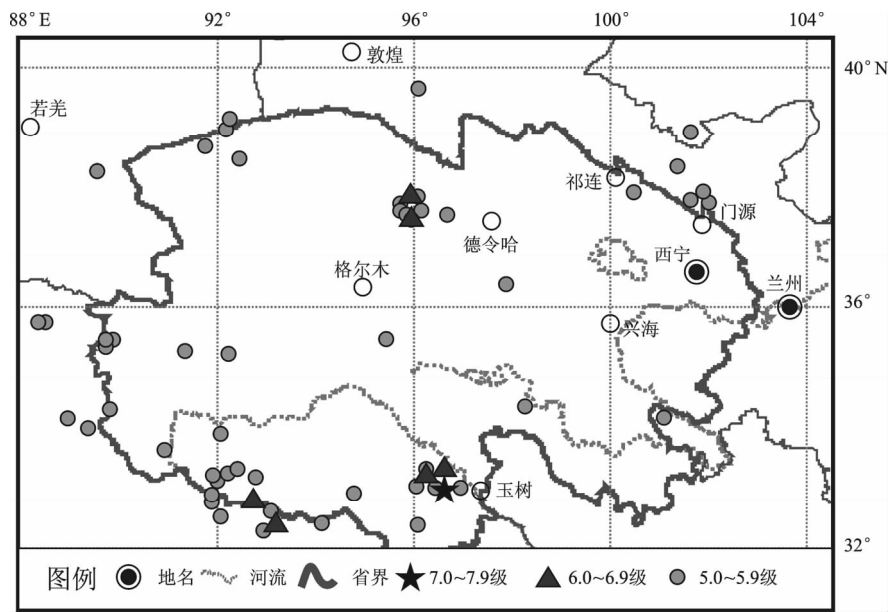 88°E 92° 96° 100° 104°
40°N
敦煌
若羌
祁连
门源
德令哈
西宁
格尔木
兰州
36°
兴海
玉树
32°
图例 地名 河流 省界 7.0~7.9级 6.0~6.9级 5.0~5.9级